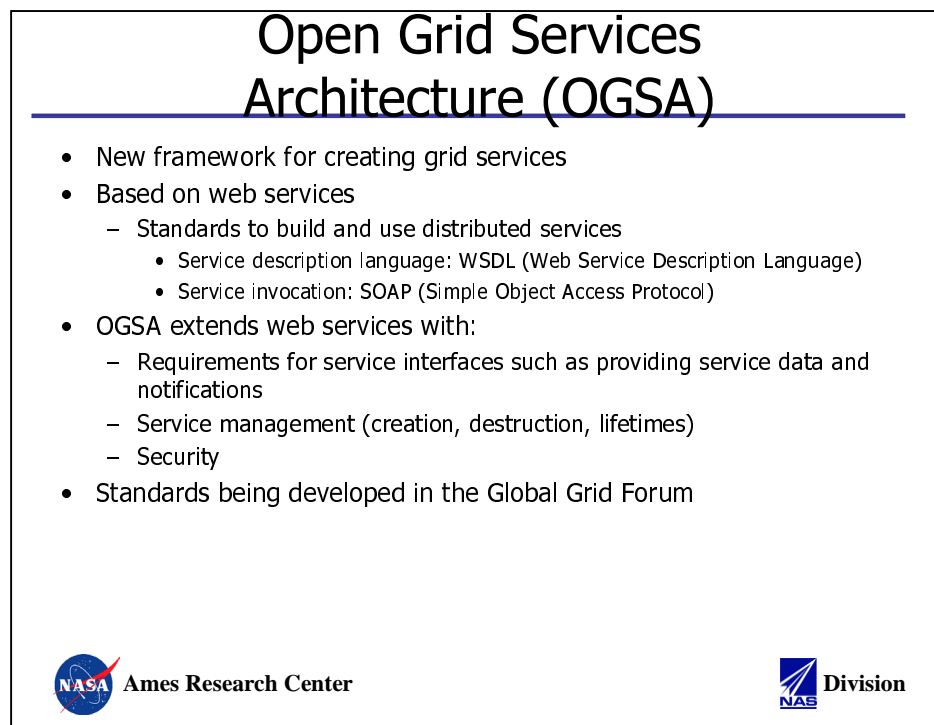 Open Grid Services
Architecture (OGSA)
• New framework for creating grid services
• Based on web services
– Standards to build and use distributed services
• Service description language: WSDL (Web Service Description Language)
• Service invocation: SOAP (Simple Object Access Protocol)
• OGSA extends web services with:
– Requirements for service interfaces such as providing service data and
notifications
– Service management (creation, destruction, lifetimes)
– Security
• Standards being developed in the Global Grid Forum
NASA Ames Research Center
NAS Division